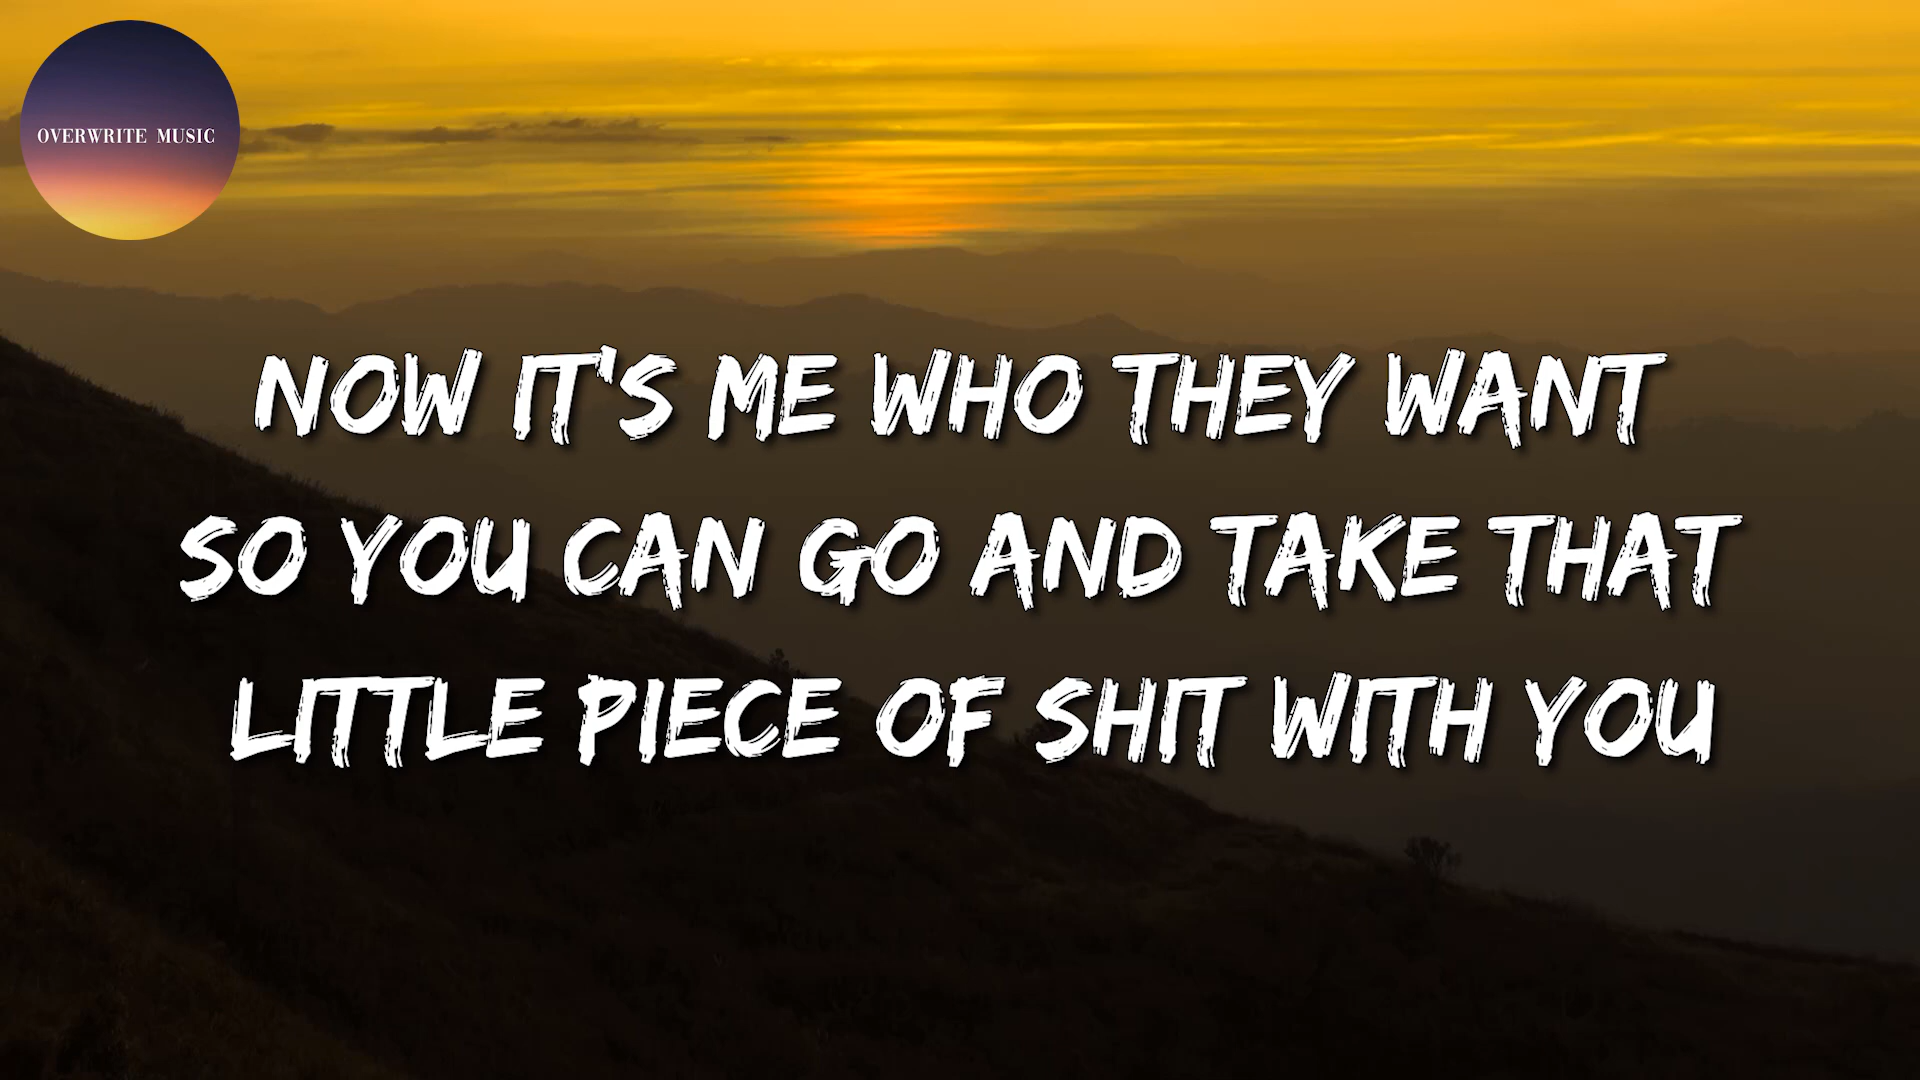 OVERWRITE MUSIC
NOW IT'S ME WHO THEY WANT
SO YOU CAN GO AND TAKE THAT
LITTLE PIECE OF SHIT WITH YOU